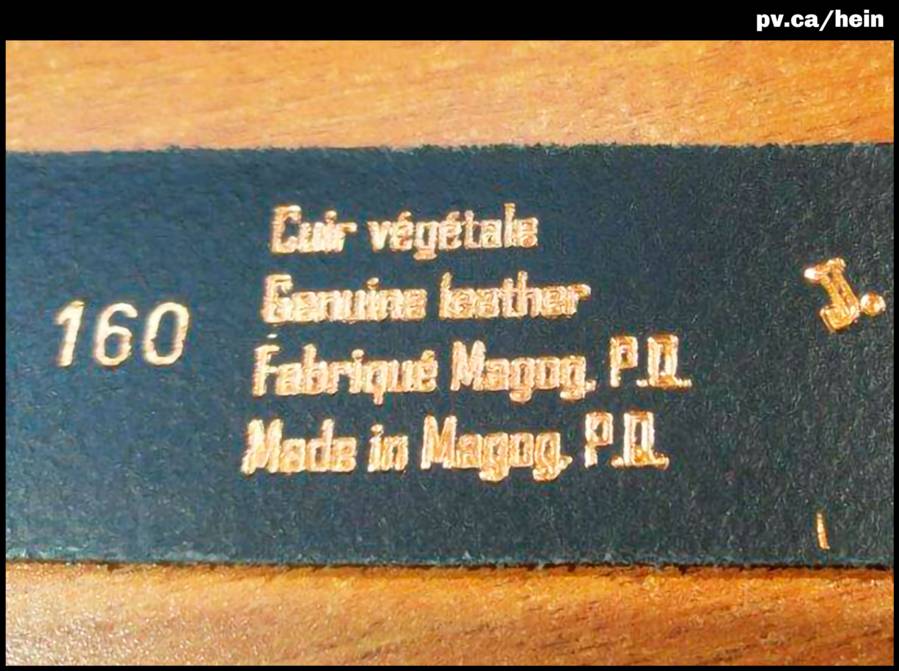 pv.ca/hein
Cuir végétale
Genuine leather
160
Fabriqué Magog, P.Q.
Made in Magog, P.Q.